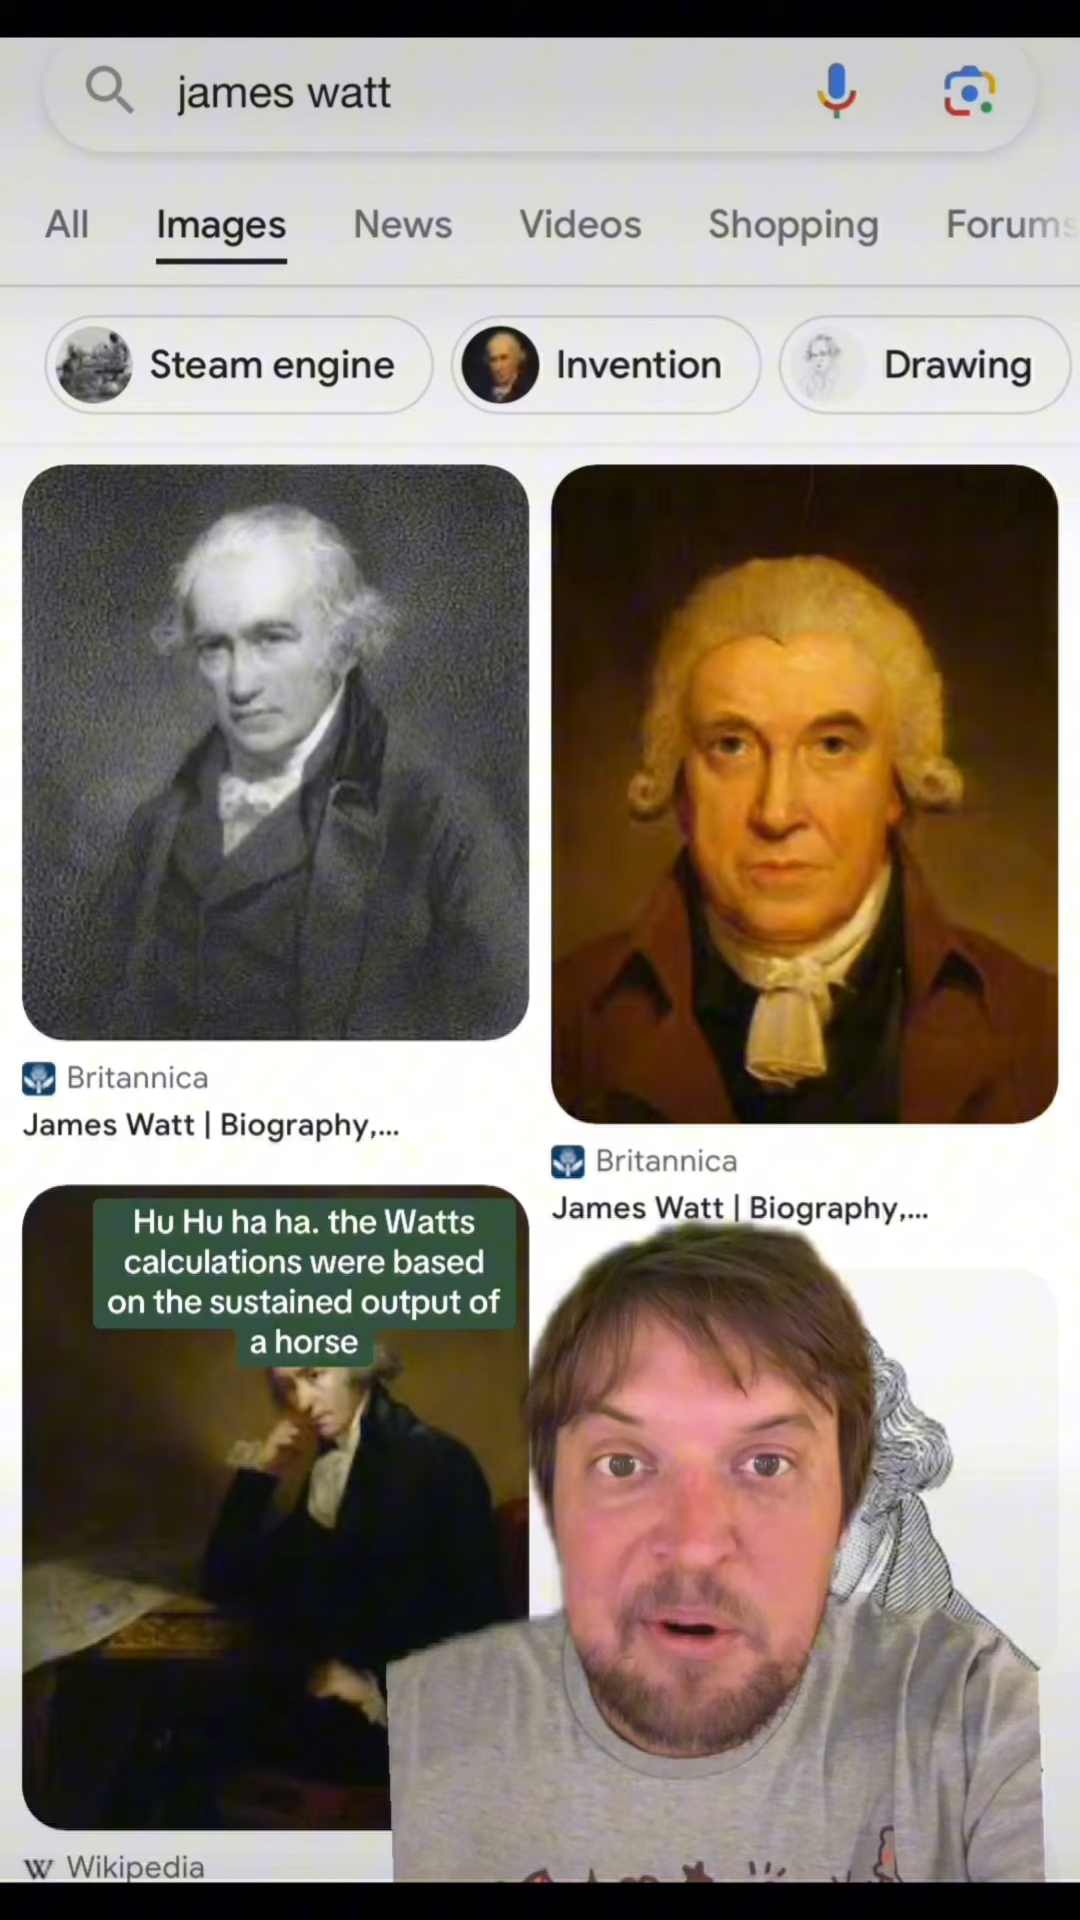 james watt
All Images News Videos Shopping Forums
Steam engine Invention Drawing
Britannica
James Watt | Biography,...
Britannica
James Watt | Biography,...
Hu Hu ha ha. the Watts
calculations were based
on the sustained output of
a horse
W Wikipedia